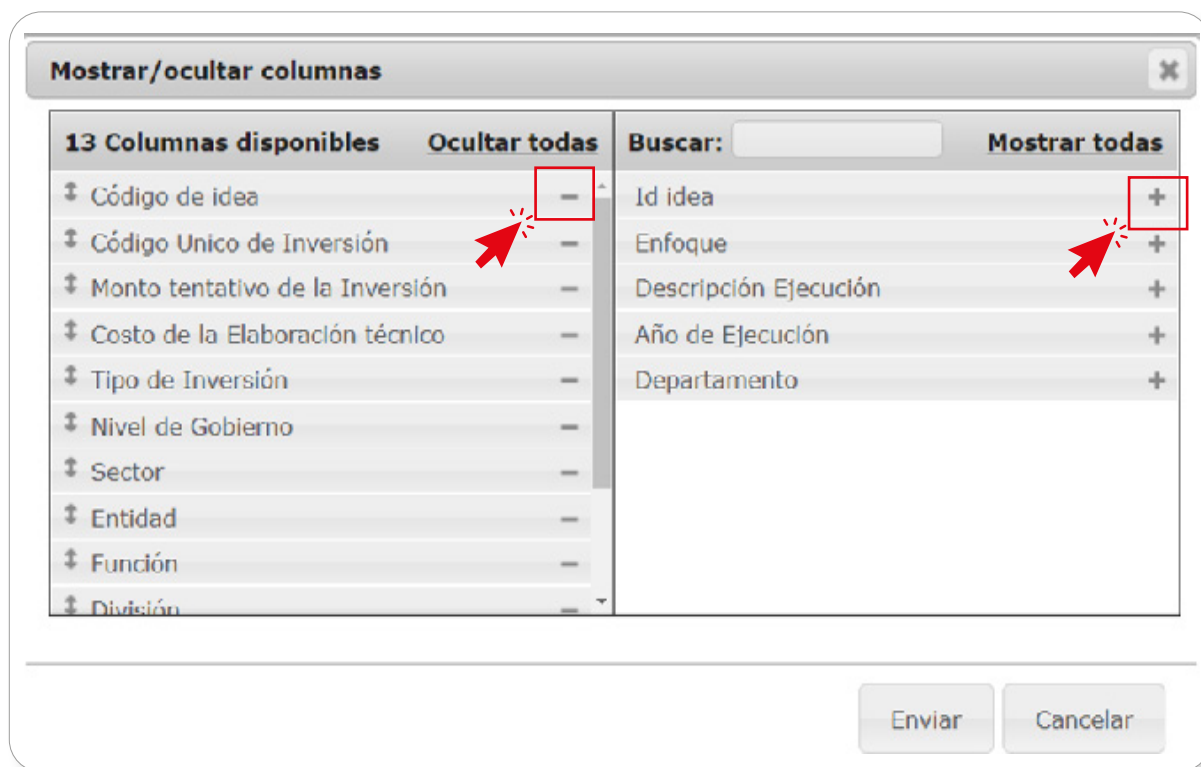 Mostrar/ocultar columnas
13 Columnas disponibles Ocultar todas
Código de idea
Código Unico de Inversión
Monto tentativo de la Inversión
Costo de la Elaboración técnico
Tipo de Inversión
Nivel de Gobierno
Sector
Entidad
Función
División
Buscar: Mostrar todas
Id idea
Enfoque
Descripción Ejecución
Año de Ejecución
Departamento
Enviar Cancelar